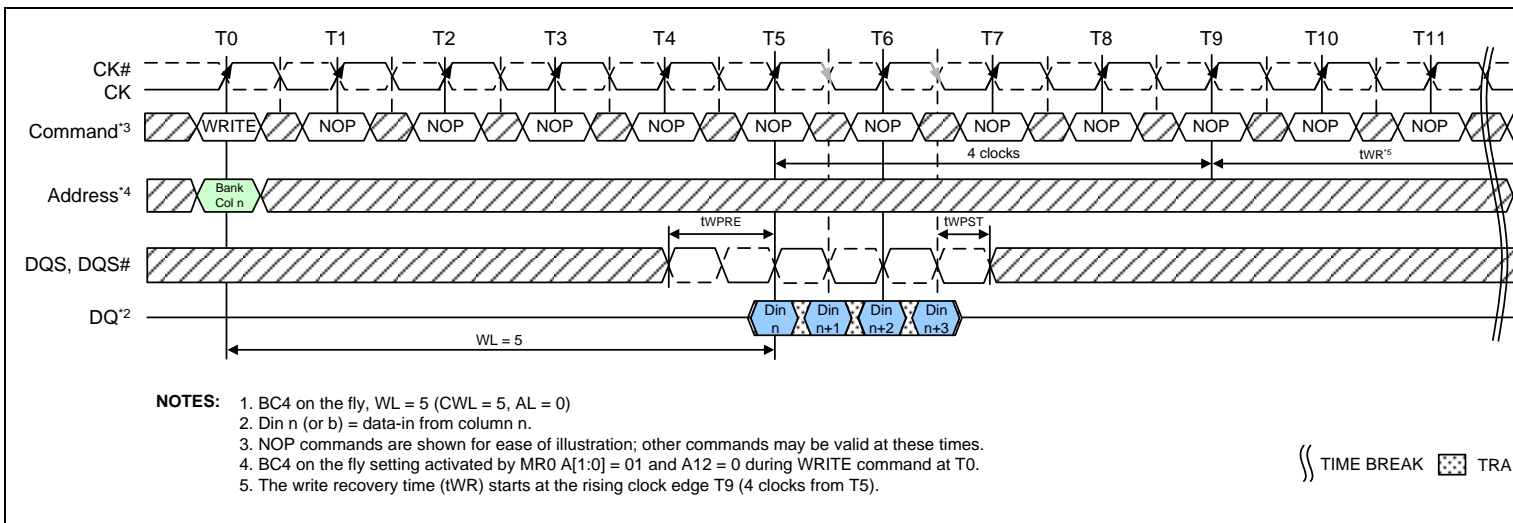 T0 T1 T2 T3 T4 T5 T6 T7 T8 T9 T10 T11
CK#
CK
Command*3 WRITE NOP NOP NOP NOP NOP NOP NOP NOP NOP NOP NOP
4 clocks tWR*5
Address*4 Bank
Col n
tWPRE tWPST
DQS, DQS#
DQ*2 Din Din Din Din
n n+1 n+2 n+3
WL = 5
NOTES: 1. BC4 on the fly, WL = 5 (CWL = 5, AL = 0)
2. Din n (or b) = data-in from column n.
3. NOP commands are shown for ease of illustration; other commands may be valid at these times.
4. BC4 on the fly setting activated by MR0 A[1:0] = 01 and A12 = 0 during WRITE command at T0.
5. The write recovery time (tWR) starts at the rising clock edge T9 (4 clocks from T5).
TIME BREAK TRA